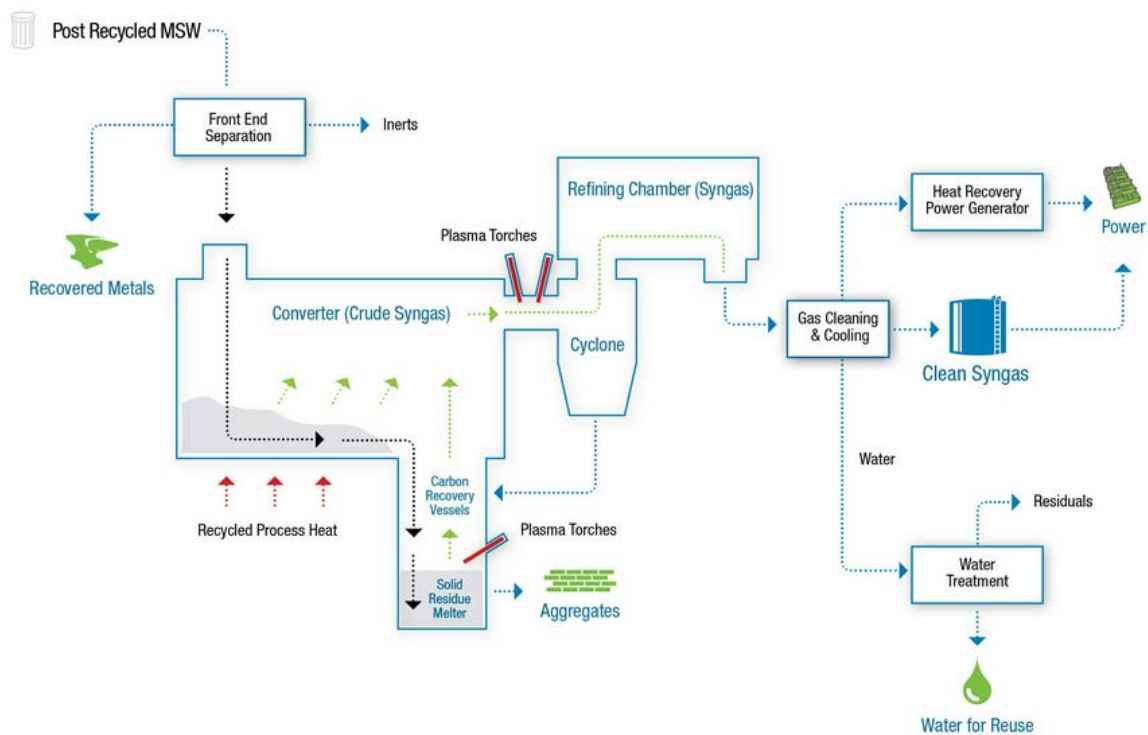 Post Recycled MSW
Front End
Separation
Inerts
Recovered Metals
Refining Chamber (Syngas)
Plasma Torches
Converter (Crude Syngas)
Cyclone
Heat Recovery
Power Generator
Power
Gas Cleaning
& Cooling
Clean Syngas
Water
Carbon
Recovery
Vessels
Recycled Process Heat
Plasma Torches
Solid
Residue
Melter
Aggregates
Residuals
Water
Treatment
Water for Reuse